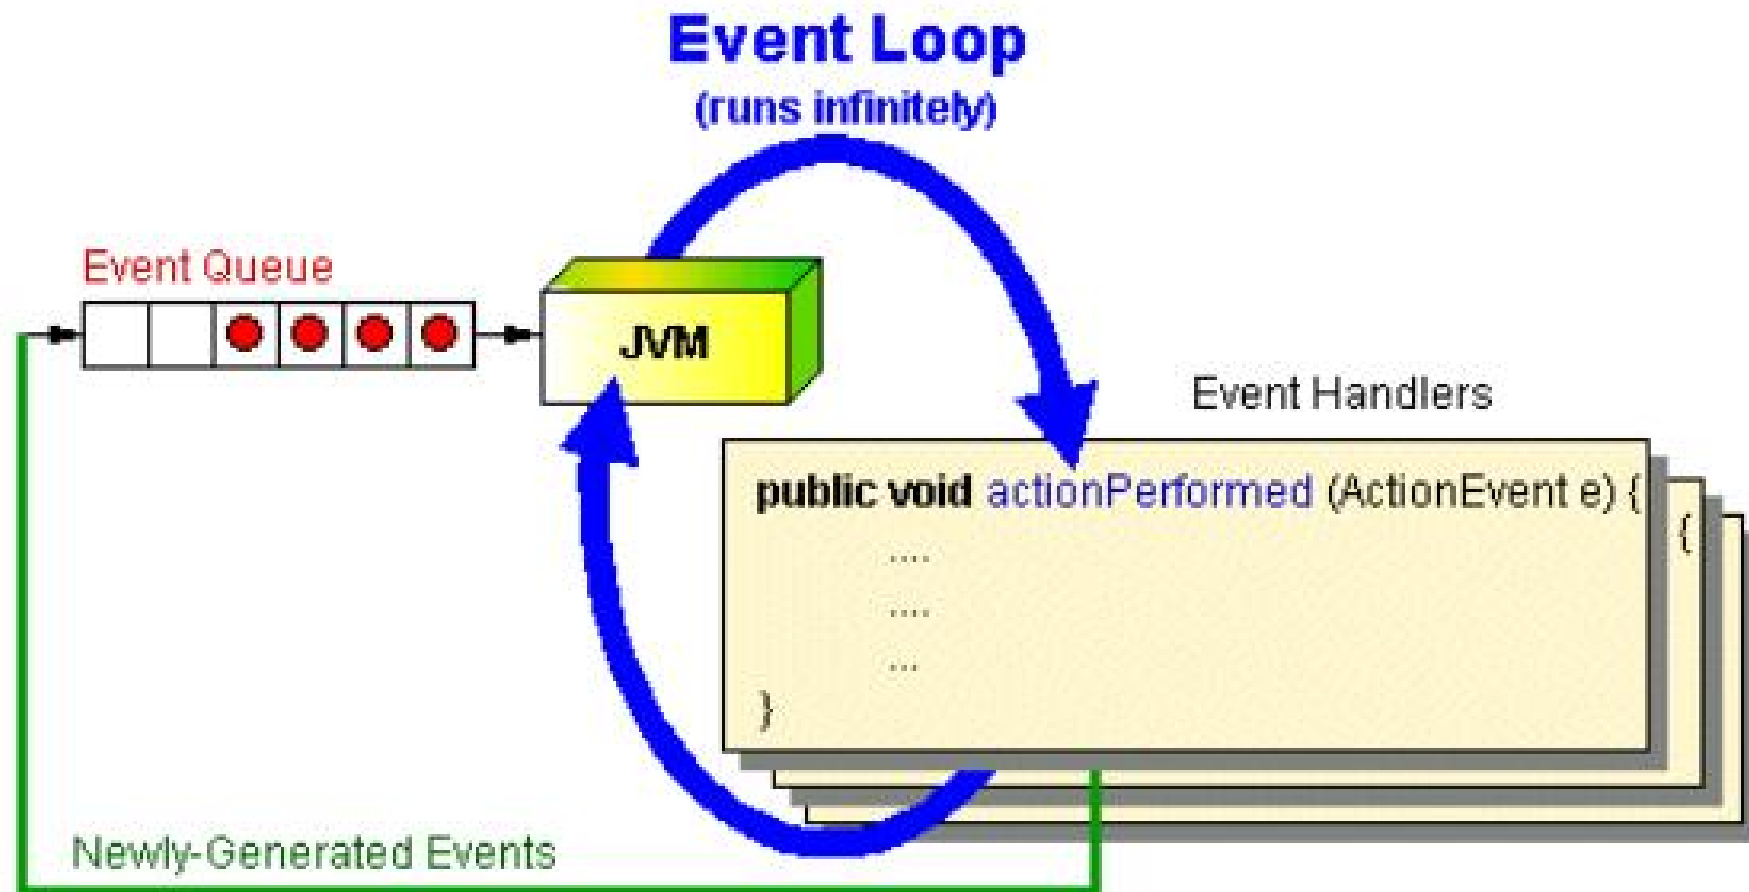 Event Loop
(runs infinitely)
Event Queue
JVM
Event Handlers
public void actionPerformed (ActionEvent e) {
{
....
....
...
}
Newly-Generated Events